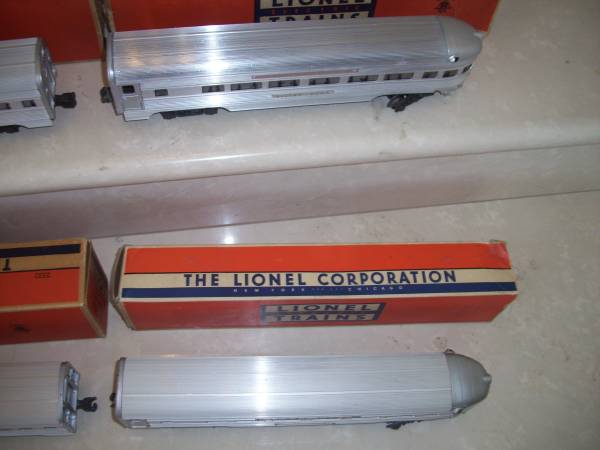 LIONEL
TRAINS
THE LIONEL CORPORATION
NEW YORK CHICAGO
LIONEL
TRAINS